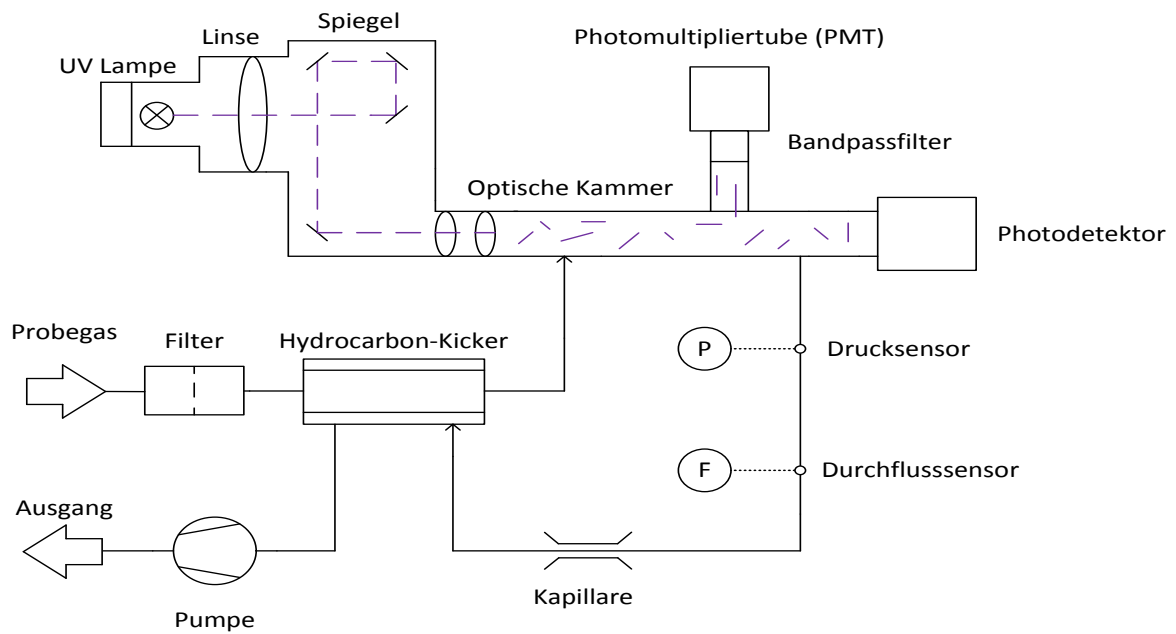 Spiegel
Linse
Photomultipliertube (PMT)
UV Lampe
Bandpassfilter
Optische Kammer
Photodetektor
Probegas
Filter
Hydrocarbon-Kicker
P
Drucksensor
F
Durchflusssensor
Ausgang
Kapillare
Pumpe